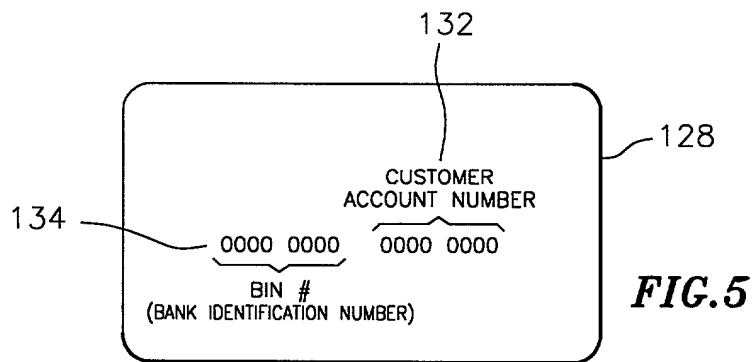 132
128
CUSTOMER
ACCOUNT NUMBER
134
0000 0000 0000 0000
BIN #
(BANK IDENTIFICATION NUMBER)
FIG.5